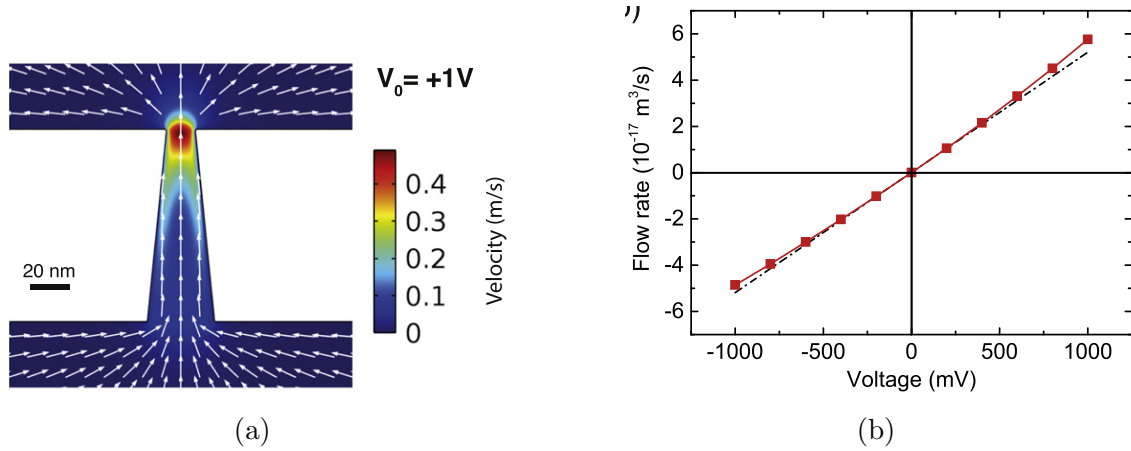 V₀= +1V
0.4
0.3
0.2
0.1
0
Velocity (m/s)
20 nm
(a)
)
6
4
2
0
-2
-4
-6
Flow rate (10⁻¹⁷ m³/s)
-1000 -500 0 500 1000
Voltage (mV)
(b)